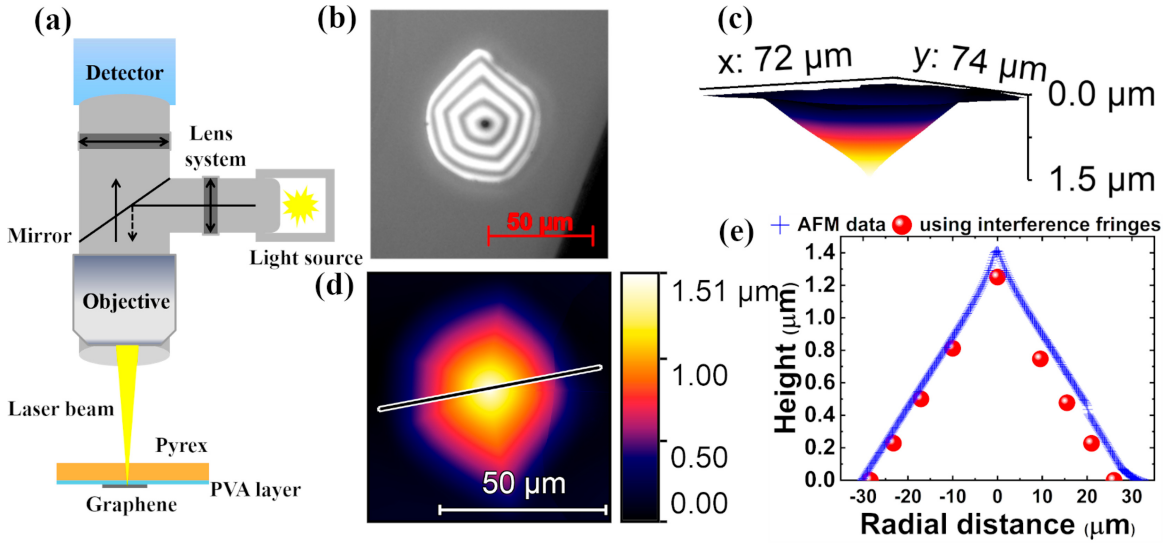 (a)
Detector
Lens
system
Mirror
Light source
Objective
Laser beam
Pyrex
PVA layer
Graphene
(b)
50 μm
(c)
x: 72 μm
y: 74 μm
0.0 μm
1.5 μm
(d)
1.51 μm
1.00
0.50
0.00
50 μm
(e)
AFM data
using interference fringes
Height (μm)
1.4
1.2
1.0
0.8
0.6
0.4
0.2
0.0
-30 -20 -10 0 10 20 30
Radial distance (μm)